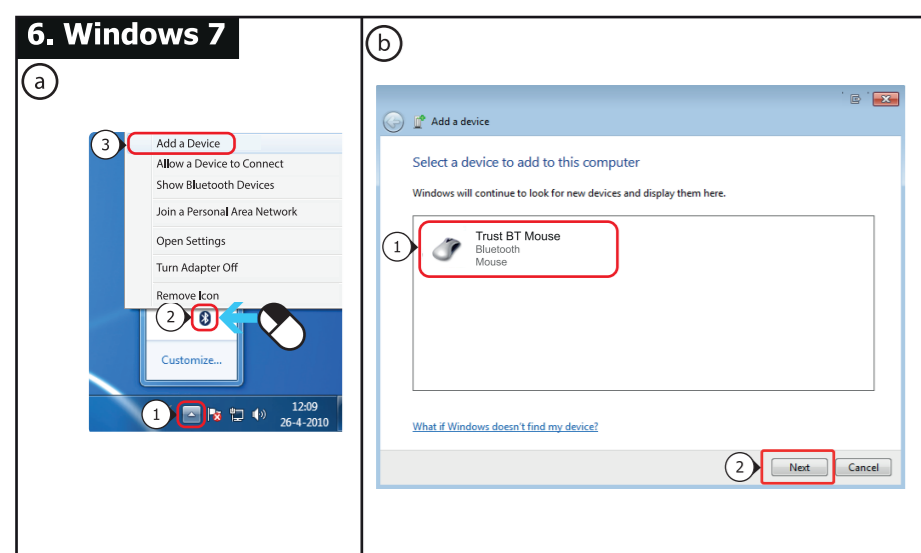 6. Windows 7
a
3
Add a Device
Allow a Device to Connect
Show Bluetooth Devices
Join a Personal Area Network
Open Settings
Turn Adapter Off
Remove Icon
2
Customize...
1
12:09
26-4-2010
b
Add a device
Select a device to add to this computer
Windows will continue to look for new devices and display them here.
1
Trust BT Mouse
Bluetooth
Mouse
What if Windows doesn't find my device?
2
Next
Cancel